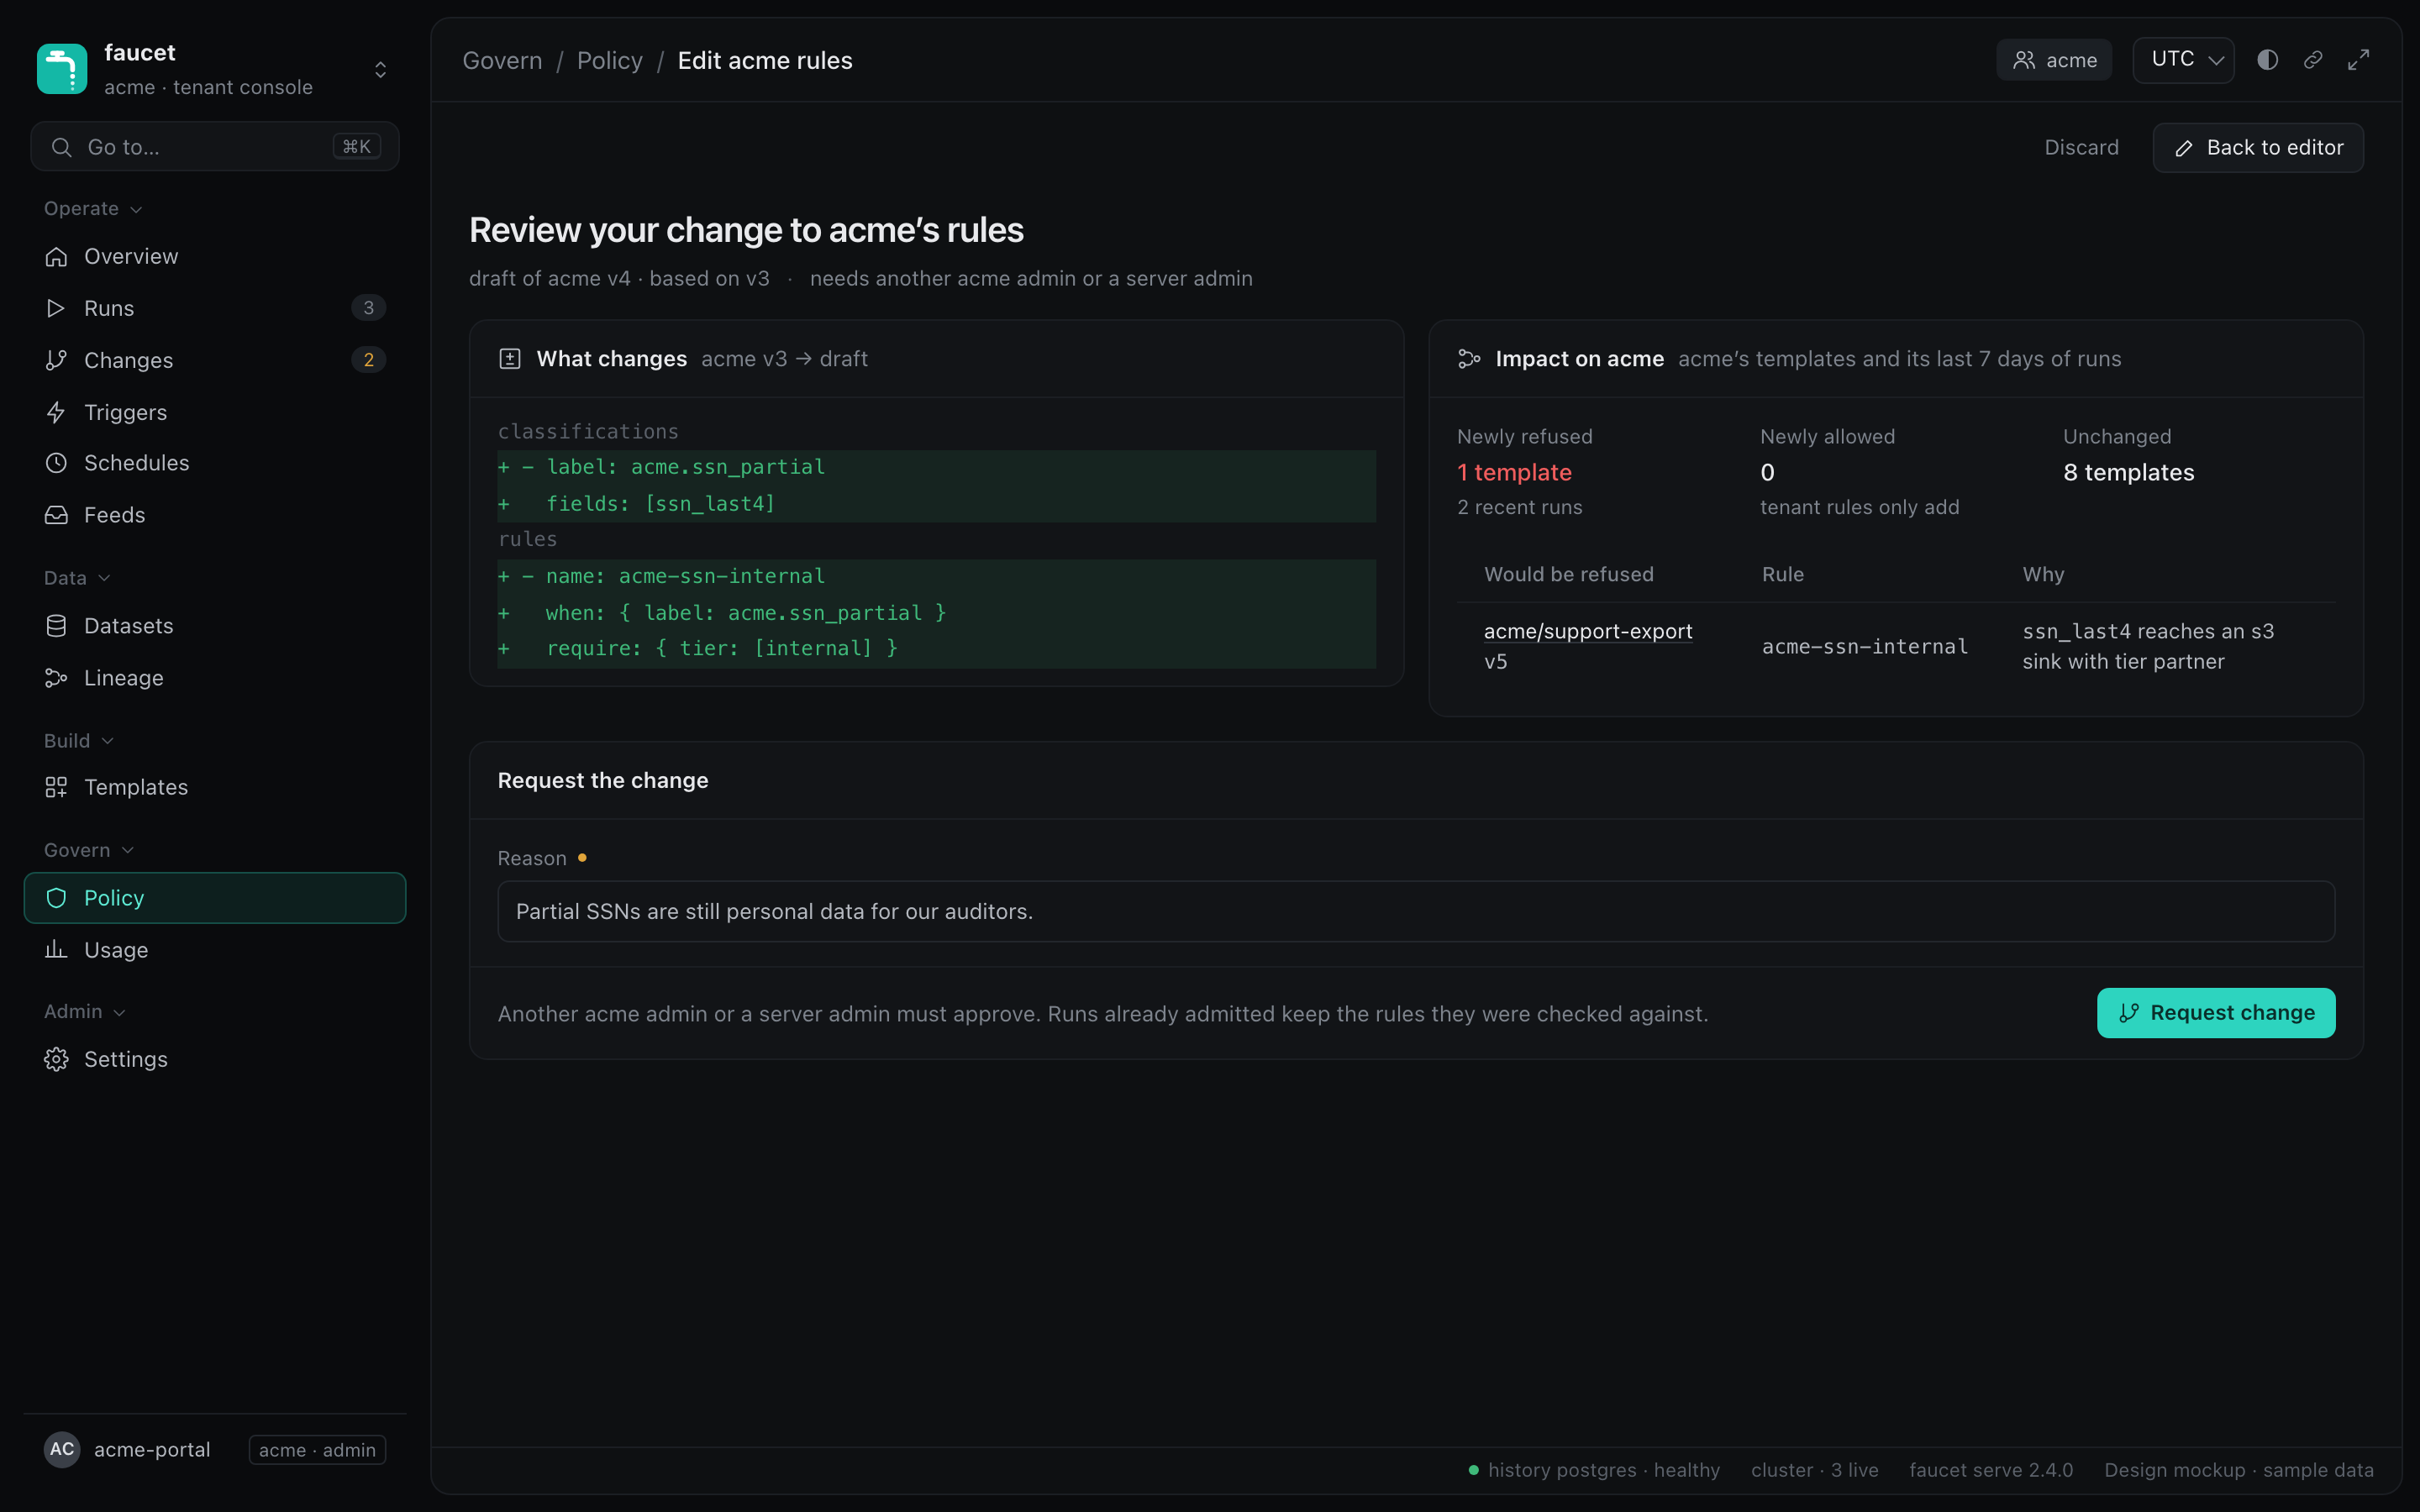 faucet
acme · tenant console
Go to...
⌘K
Operate
Overview
Runs 3
Changes 2
Triggers
Schedules
Feeds
Data
Datasets
Lineage
Build
Templates
Govern
Policy
Usage
Admin
Settings
AC acme-portal acme · admin
Govern / Policy / Edit acme rules
acme
UTC
Discard
Back to editor
Review your change to acme’s rules
draft of acme v4 · based on v3 · needs another acme admin or a server admin
What changes acme v3 → draft
classifications
+ – label: acme.ssn_partial
+ fields: [ssn_last4]
rules
+ – name: acme–ssn–internal
+ when: { label: acme.ssn_partial }
+ require: { tier: [internal] }
Impact on acme acme’s templates and its last 7 days of runs
Newly refused Newly allowed Unchanged
1 template 0 8 templates
2 recent runs tenant rules only add
Would be refused Rule Why
acme/support-export
v5
acme–ssn–internal
ssn_last4 reaches an s3
sink with tier partner
Request the change
Reason
Partial SSNs are still personal data for our auditors.
Another acme admin or a server admin must approve. Runs already admitted keep the rules they were checked against.
Request change
history postgres · healthy cluster · 3 live faucet serve 2.4.0 Design mockup · sample data